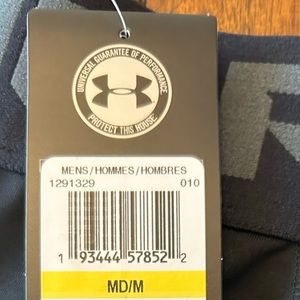 UNIVERSAL GUARANTEE OF PERFORMANCE
PROTECT THIS HOUSE
MENS/HOMMES/HOMBRES
1291329 010
1 93444 57852 2
MD/M